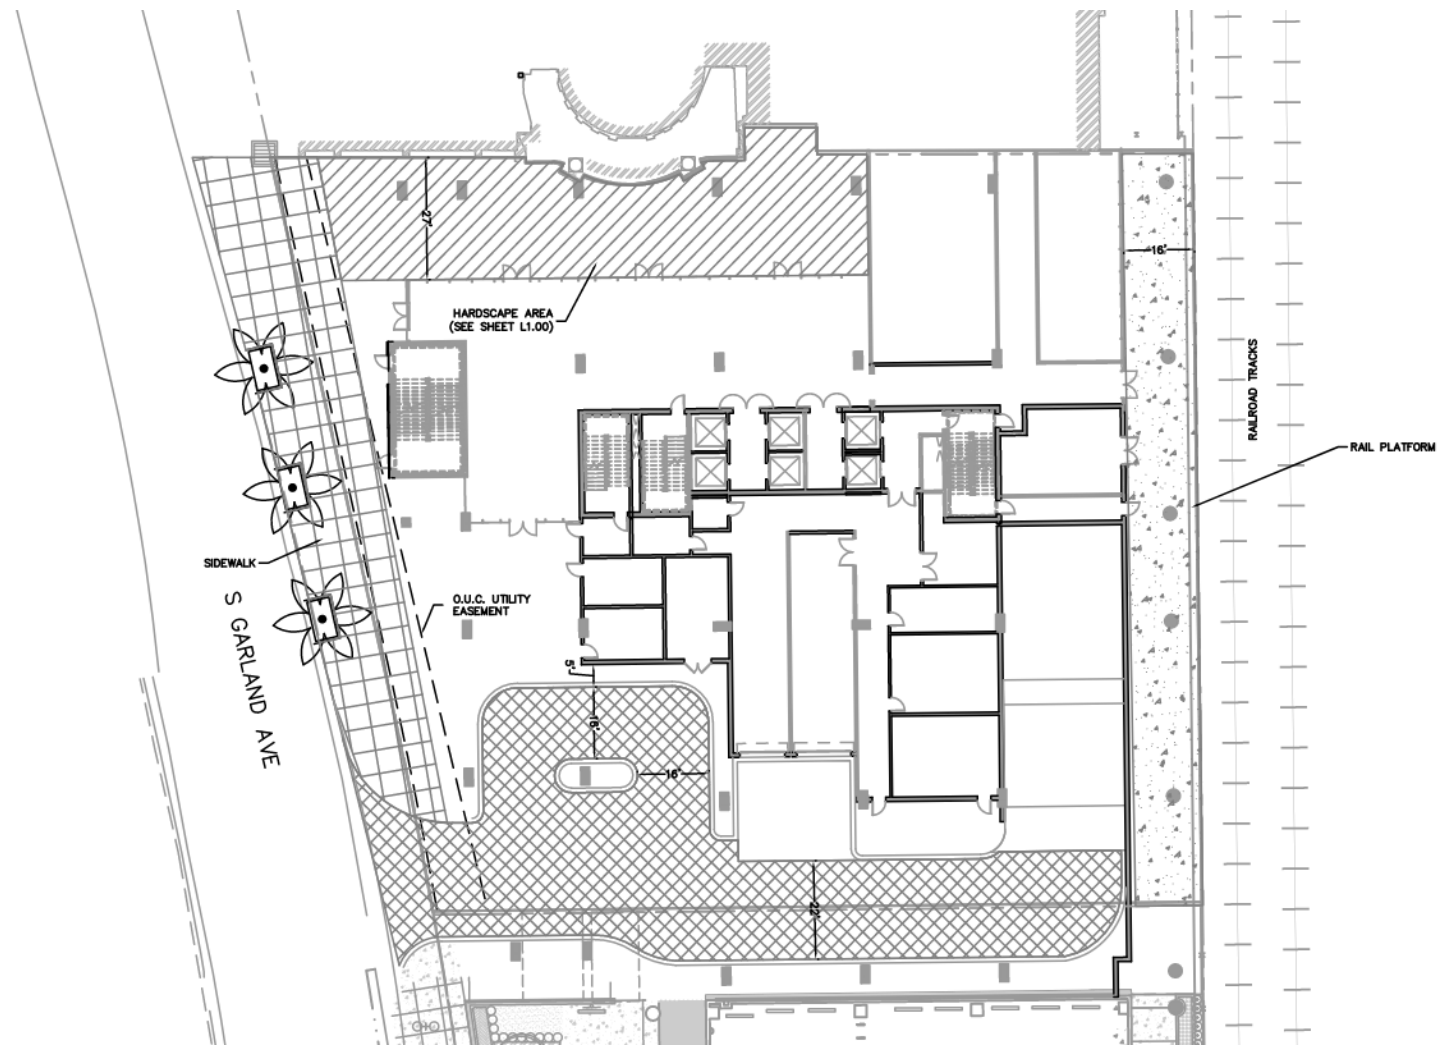 27'
16'
HARDSCAPE AREA
(SEE SHEET L1.00)
RAILROAD TRACKS
RAIL PLATFORM
SIDEWALK
O.U.C. UTILITY
EASEMENT
S GARLAND AVE
5'
16'
16'
22'